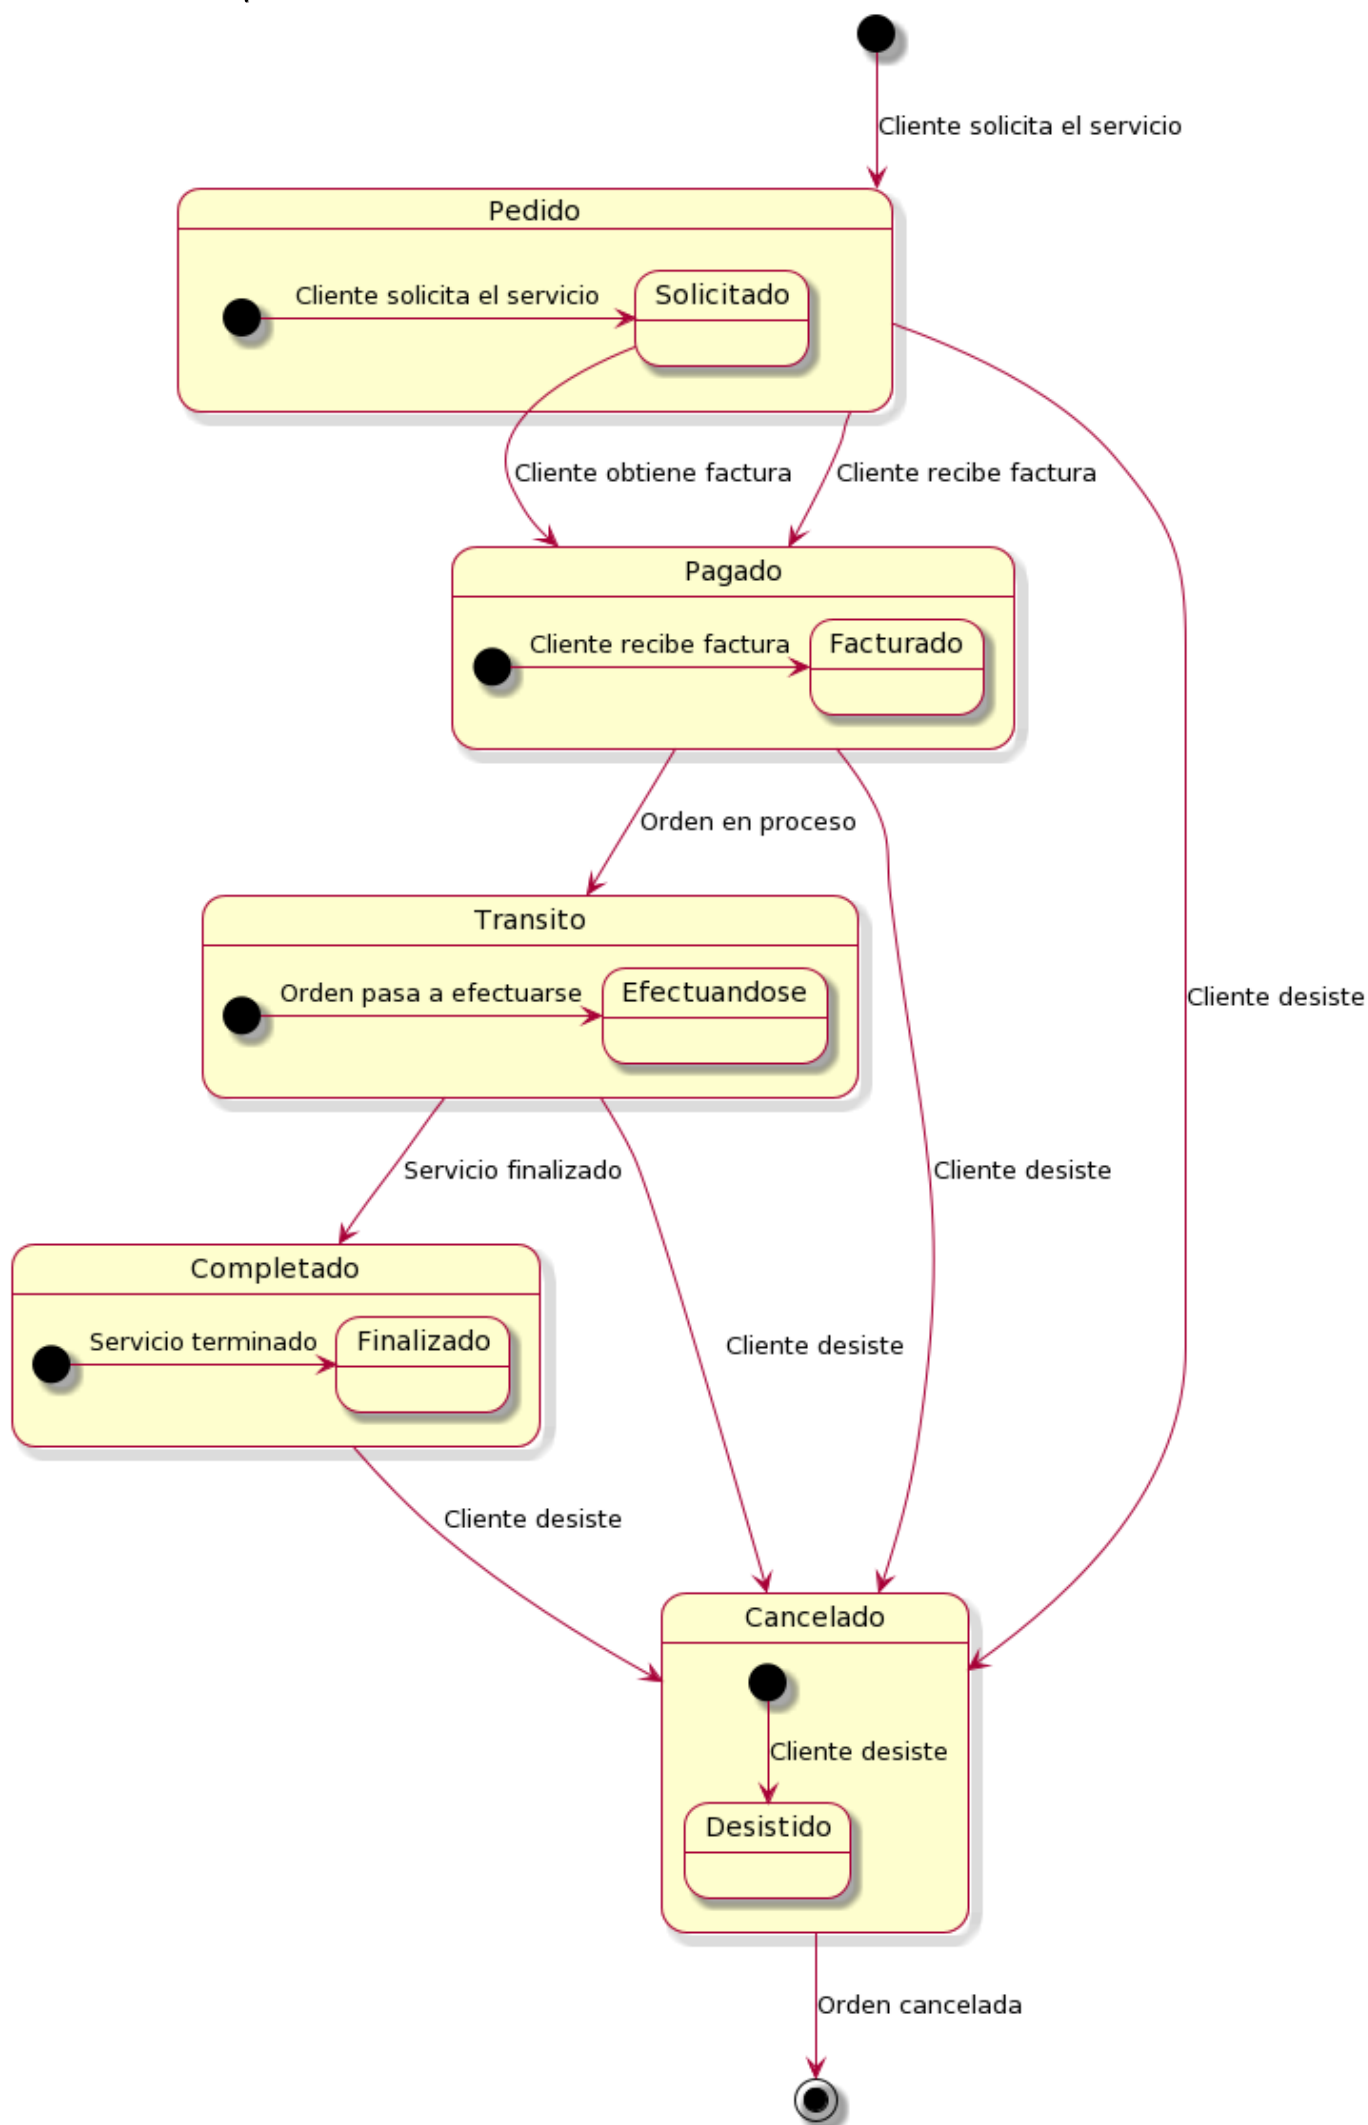 Cliente solicita el servicio
Pedido
Cliente solicita el servicio
Solicitado
Cliente obtiene factura
Cliente recibe factura
Pagado
Cliente recibe factura
Facturado
Orden en proceso
Transito
Orden pasa a efectuarse
Efectuandose
Cliente desiste
Servicio finalizado
Cliente desiste
Completado
Servicio terminado
Finalizado
Cliente desiste
Cliente desiste
Cancelado
Cliente desiste
Desistido
Orden cancelada